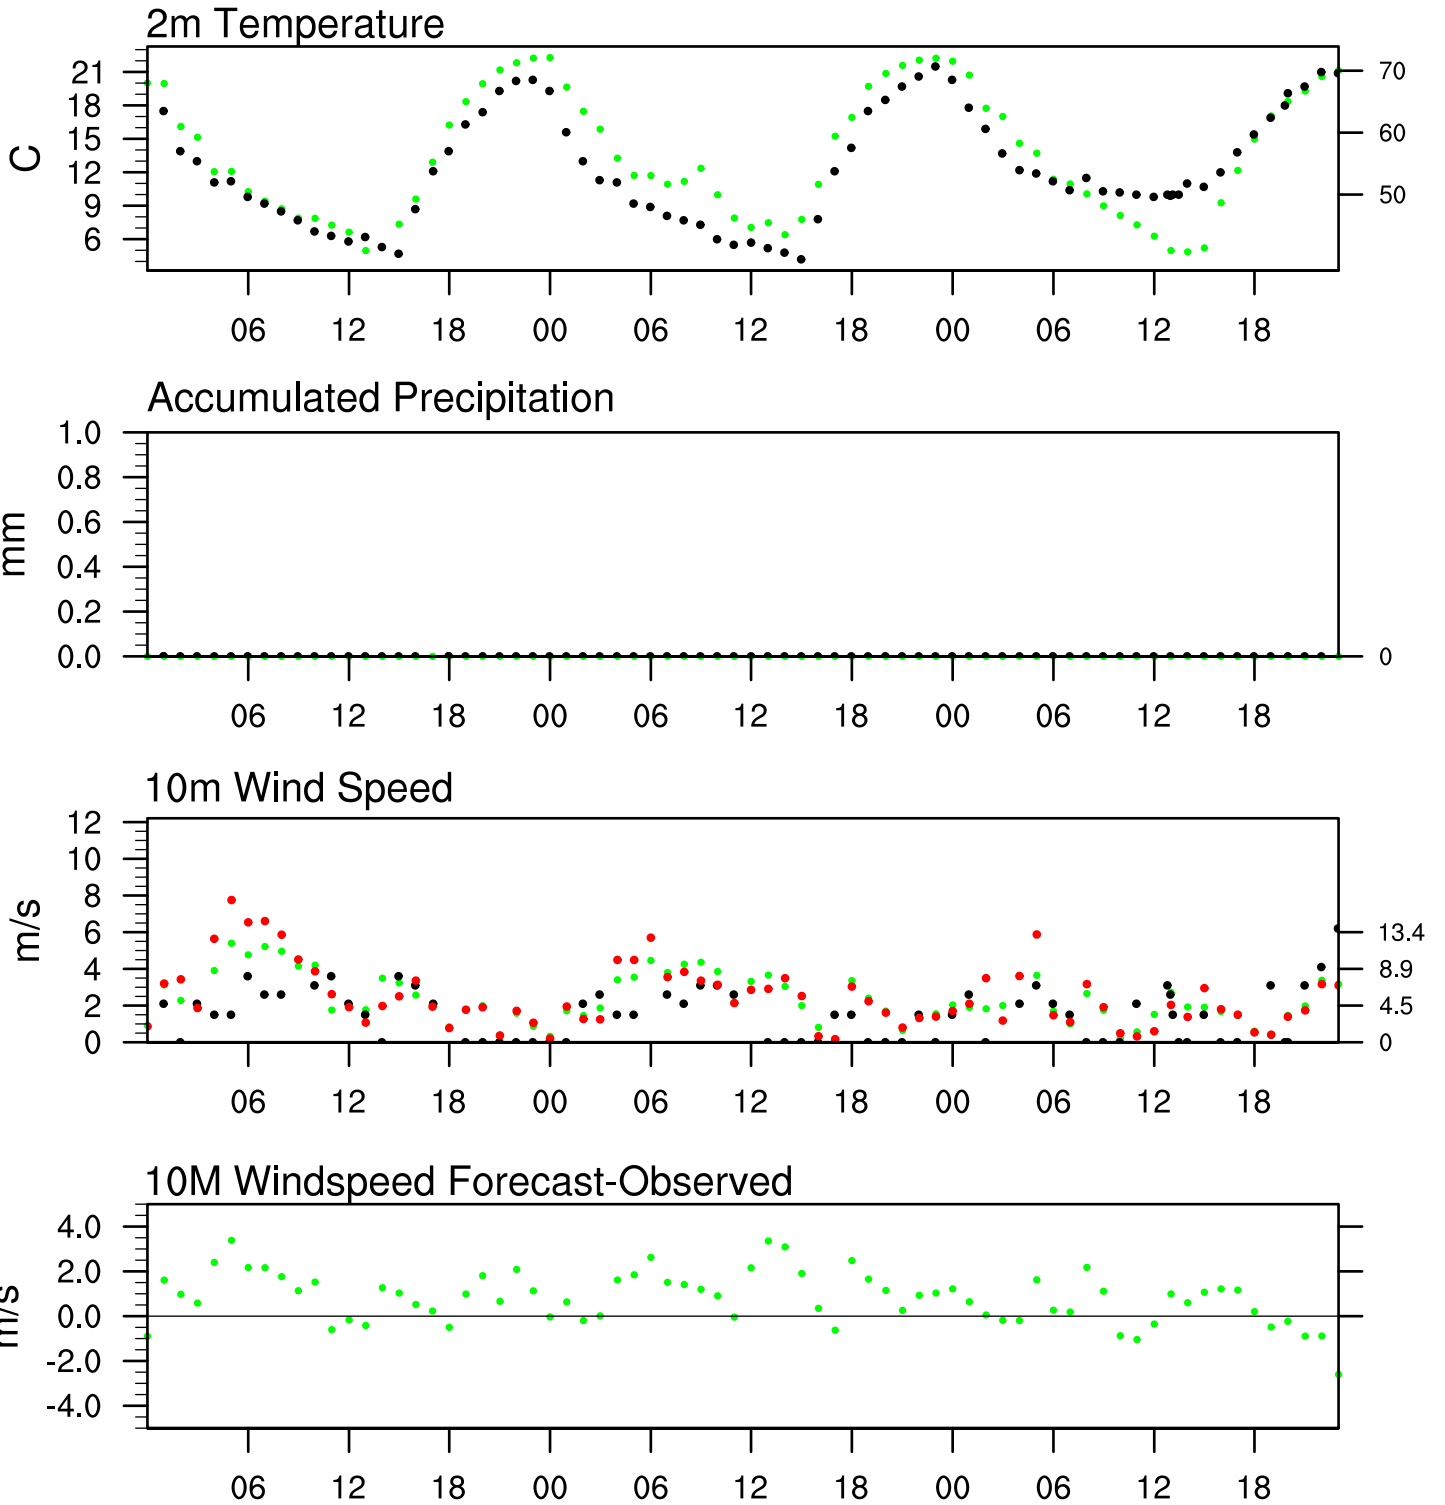 2m Temperature
21
18
15
12
9
6
C
70
60
50
06 12 18 00 06 12 18 00 06 12 18
Accumulated Precipitation
1.0
0.8
0.6
0.4
0.2
0.0
mm
0
06 12 18 00 06 12 18 00 06 12 18
10m Wind Speed
12
10
8
6
4
2
0
m/s
13.4
8.9
4.5
0
06 12 18 00 06 12 18 00 06 12 18
10M Windspeed Forecast-Observed
4.0
2.0
0.0
-2.0
-4.0
m/s
06 12 18 00 06 12 18 00 06 12 18